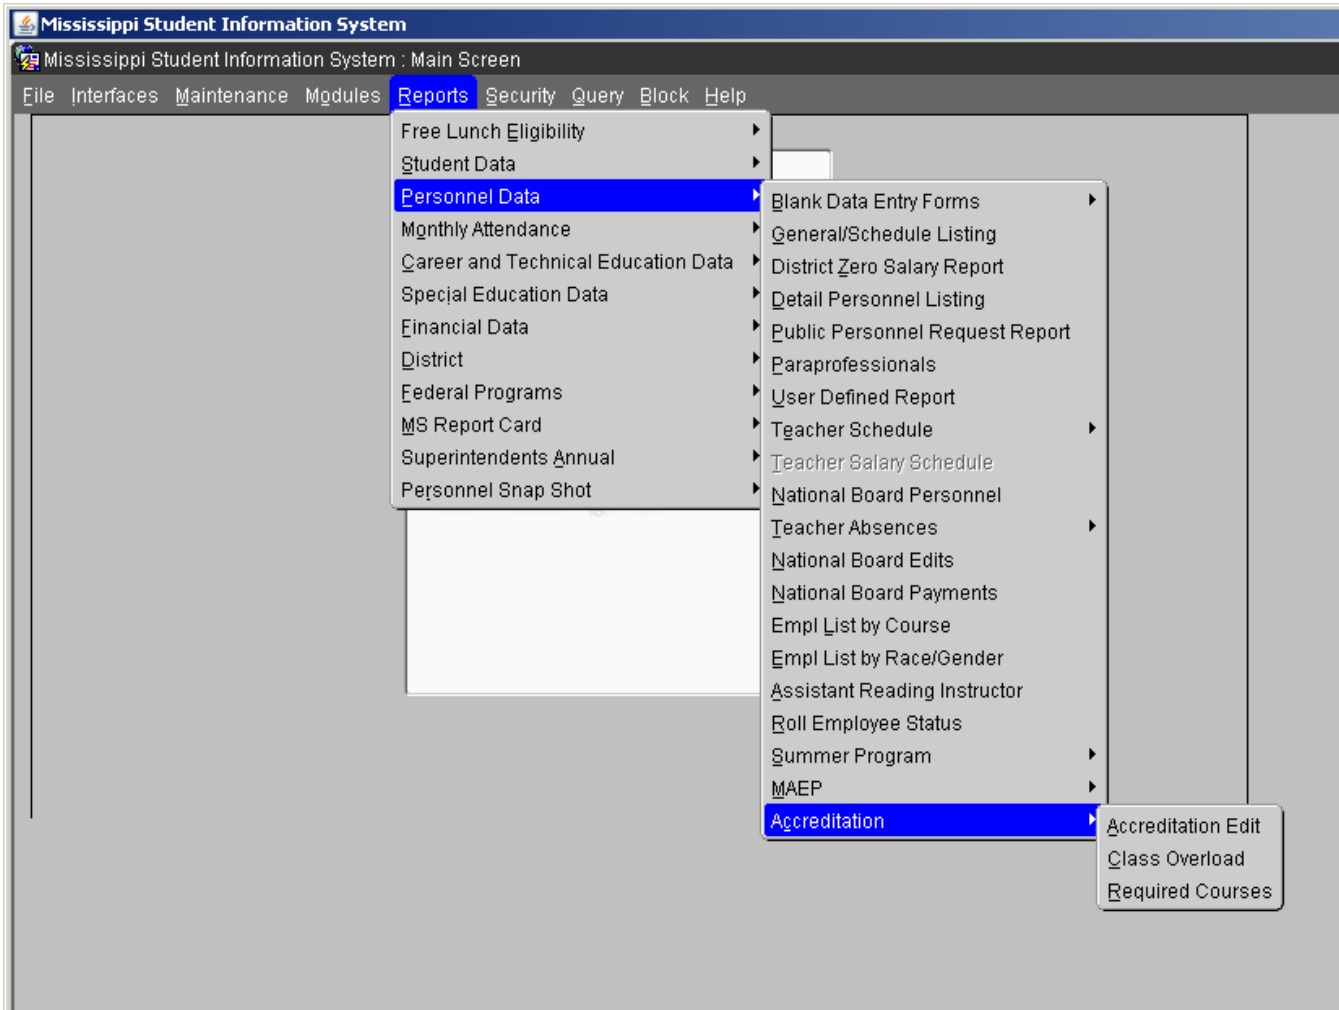 Mississippi Student Information System
Mississippi Student Information System : Main Screen
File Interfaces Maintenance Modules Reports Security Query Block Help
Free Lunch Eligibility
Student Data
Personnel Data
Monthly Attendance
Career and Technical Education Data
Special Education Data
Financial Data
District
Federal Programs
MS Report Card
Superintendents Annual
Personnel Snap Shot
Blank Data Entry Forms
General/Schedule Listing
District Zero Salary Report
Detail Personnel Listing
Public Personnel Request Report
Paraprofessionals
User Defined Report
Teacher Schedule
Teacher Salary Schedule
National Board Personnel
Teacher Absences
National Board Edits
National Board Payments
Empl List by Course
Empl List by Race/Gender
Assistant Reading Instructor
Roll Employee Status
Summer Program
MAEP
Accreditation
Accreditation Edit
Class Overload
Required Courses